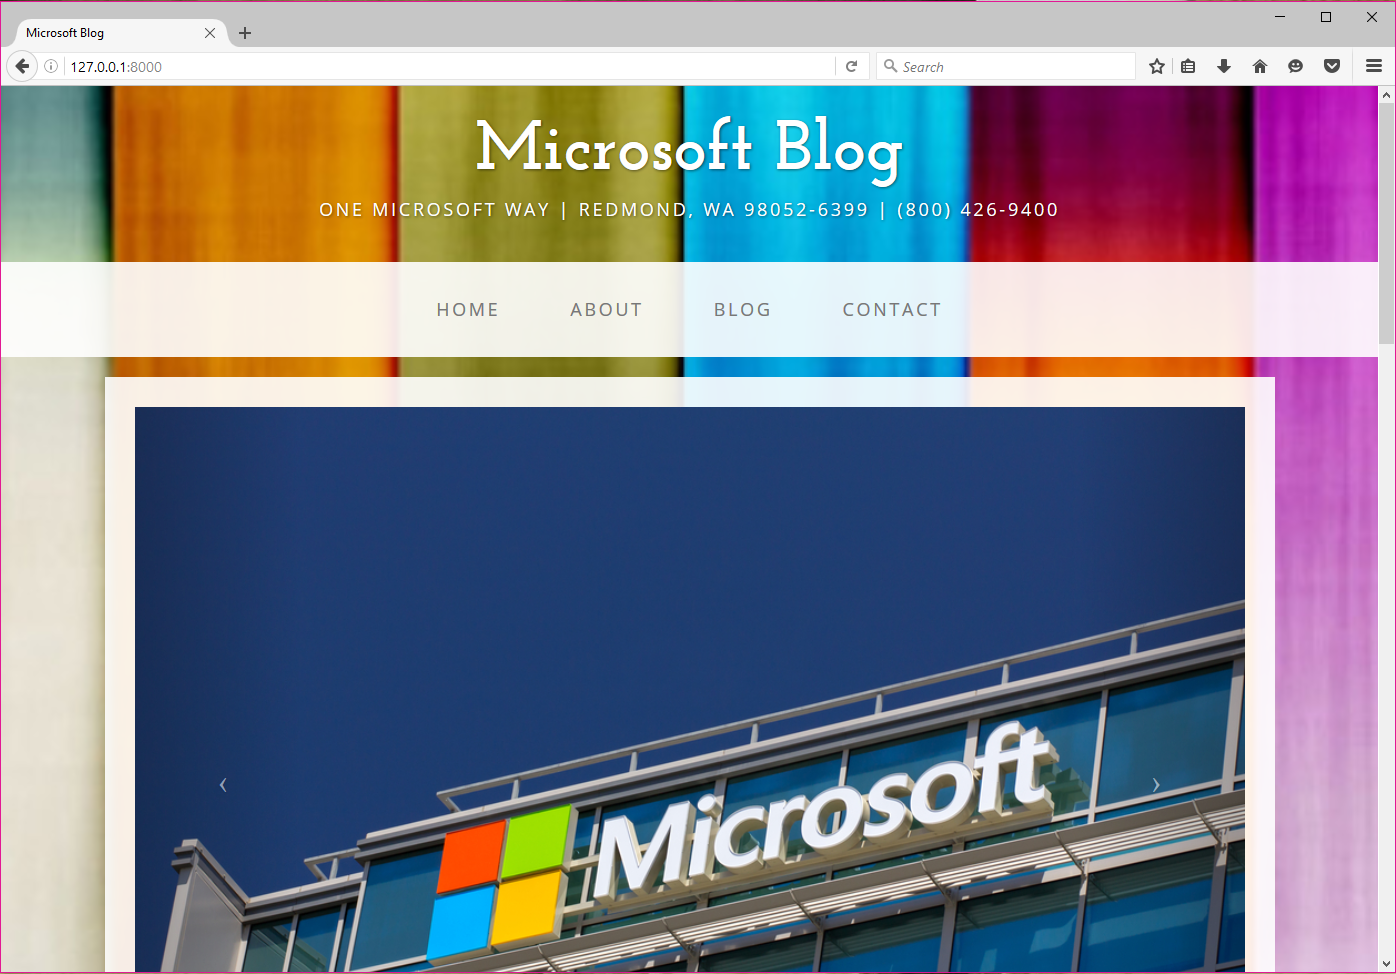 Microsoft Blog
127.0.0.1:8000
Search
Microsoft Blog
ONE MICROSOFT WAY | REDMOND, WA 98052-6399 | (800) 426-9400
HOME ABOUT BLOG CONTACT
Microsoft